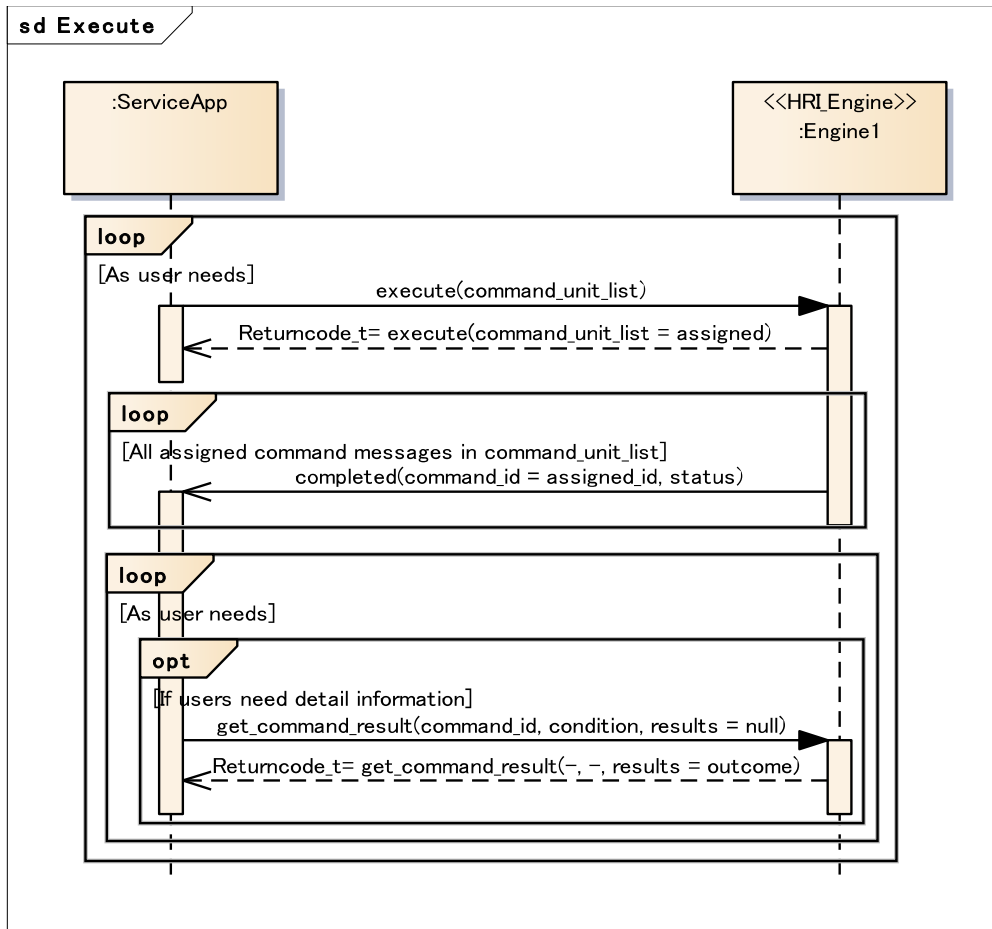 sd Execute
:ServiceApp
<<HRI_Engine>>
:Engine1
loop
[As user needs]
execute(command_unit_list)
Returncode_t= execute(command_unit_list = assigned)
loop
[All assigned command messages in command_unit_list]
completed(command_id = assigned_id, status)
loop
[As user needs]
opt
[If users need detail information]
get_command_result(command_id, condition, results = null)
Returncode_t= get_command_result(-, -, results = outcome)